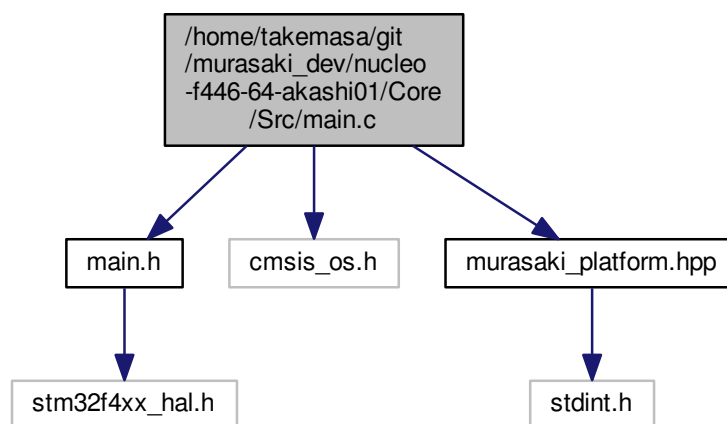 /home/takemasa/git
/murasaki_dev/nucleo
-f446-64-akashi01/Core
/Src/main.c
main.h
cmsis_os.h
murasaki_platform.hpp
stm32f4xx_hal.h
stdint.h